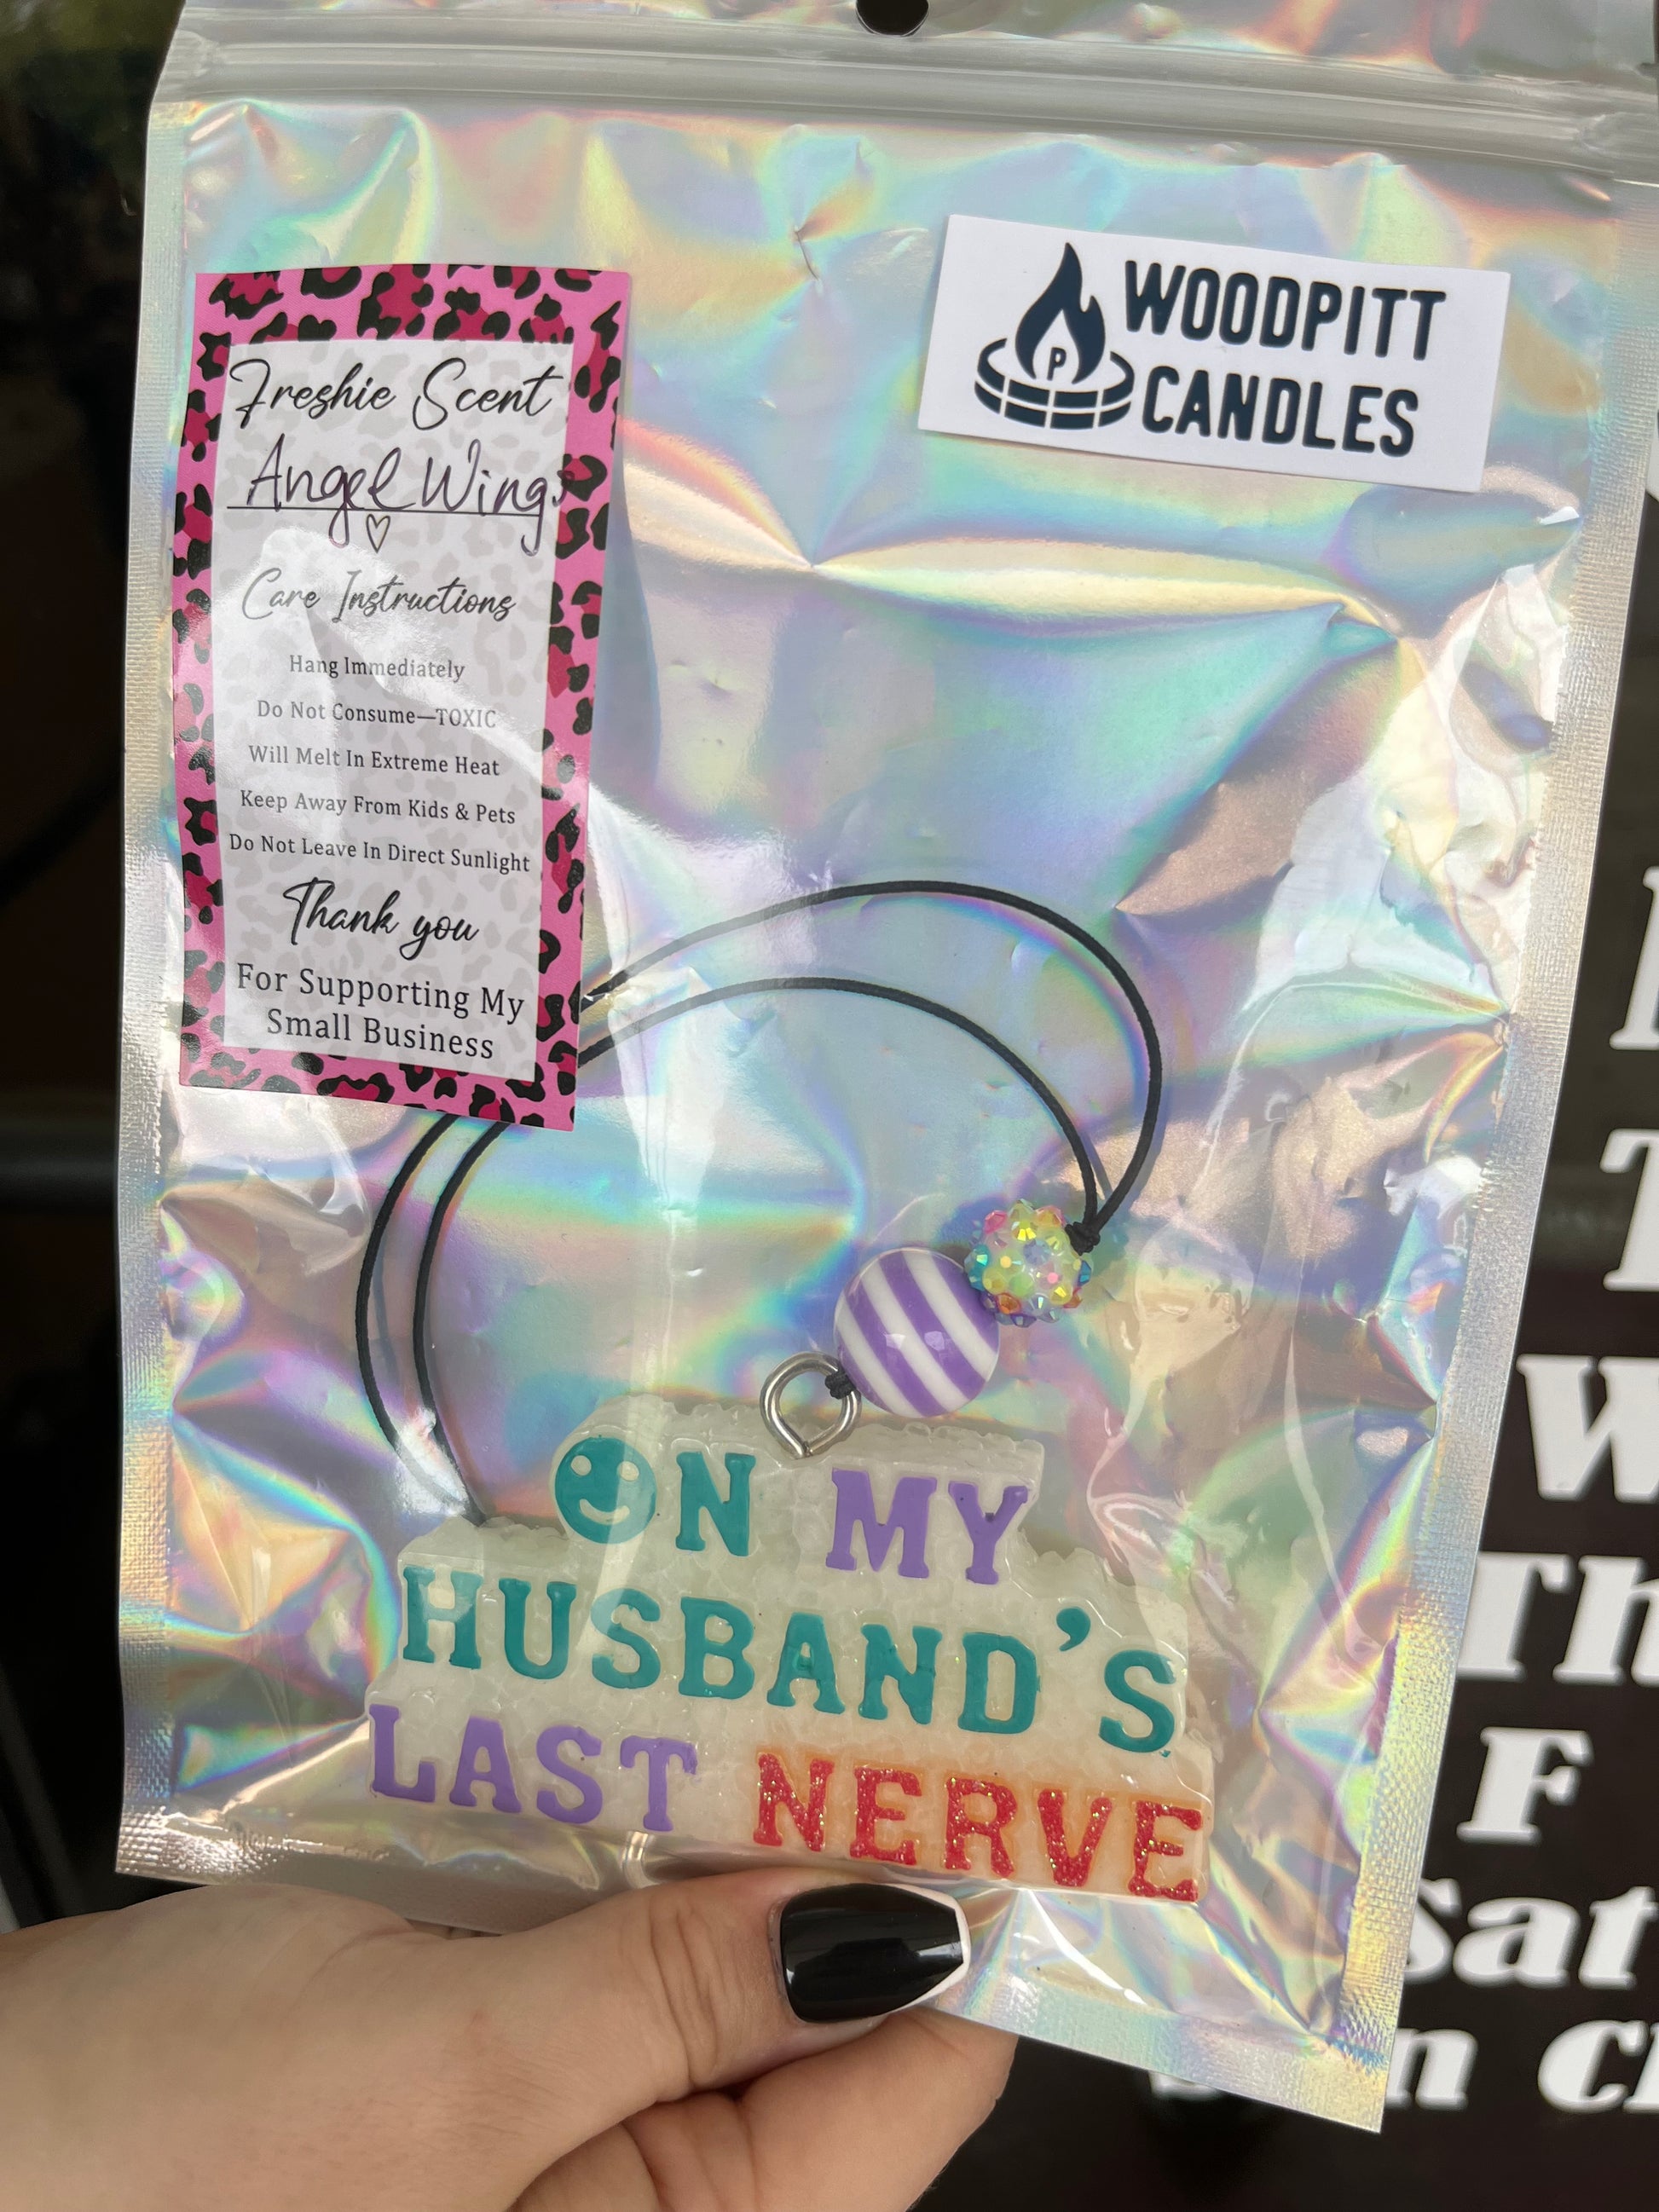 Freshie Scent
Angel Wings
Care Instructions
Hang Immediately
Do Not Consume—TOXIC
Will Melt In Extreme Heat
Keep Away From Kids & Pets
Do Not Leave In Direct Sunlight
Thank you
For Supporting My
Small Business
WOODPITT
CANDLES
P
ON MY
HUSBAND'S
LAST NERVE
F
Sat